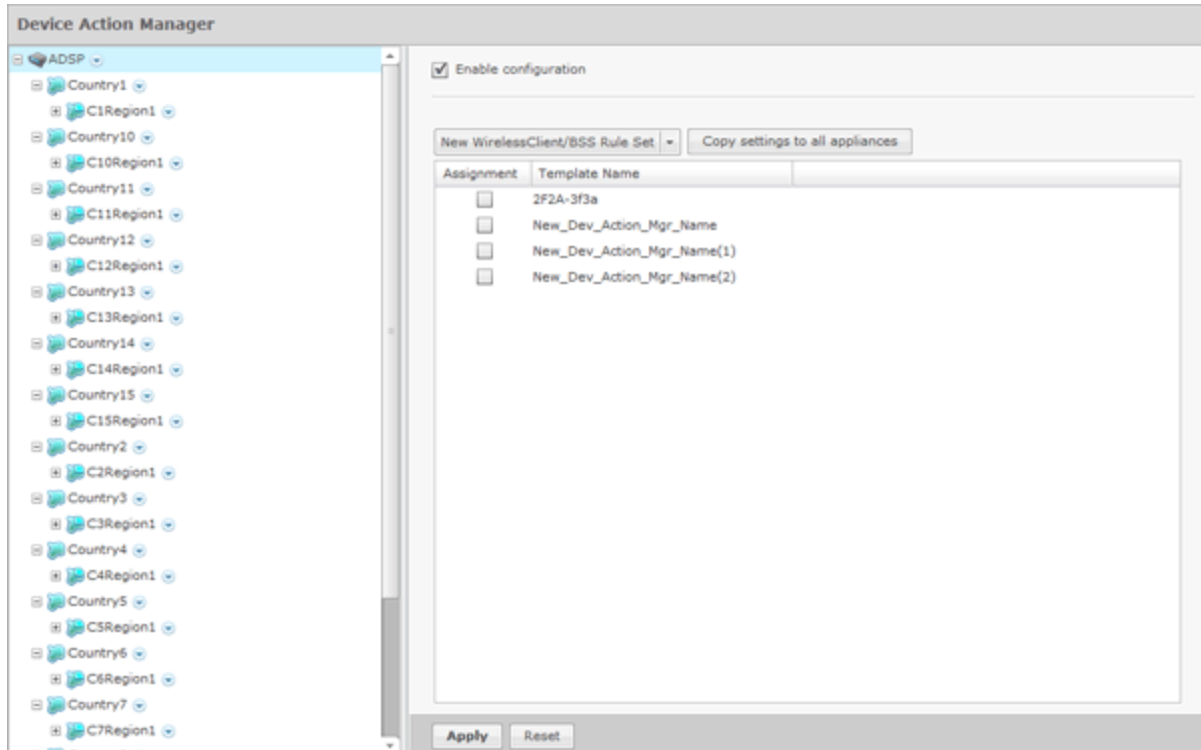 Device Action Manager
ADSP
Country1
C1Region1
Country10
C10Region1
Country11
C11Region1
Country12
C12Region1
Country13
C13Region1
Country14
C14Region1
Country15
C15Region1
Country2
C2Region1
Country3
C3Region1
Country4
C4Region1
Country5
C5Region1
Country6
C6Region1
Country7
C7Region1
Enable configuration
New WirelessClient/BSS Rule Set
Copy settings to all appliances
Assignment Template Name
2F2A-3f3a
New_Dev_Action_Mgr_Name
New_Dev_Action_Mgr_Name(1)
New_Dev_Action_Mgr_Name(2)
Apply Reset